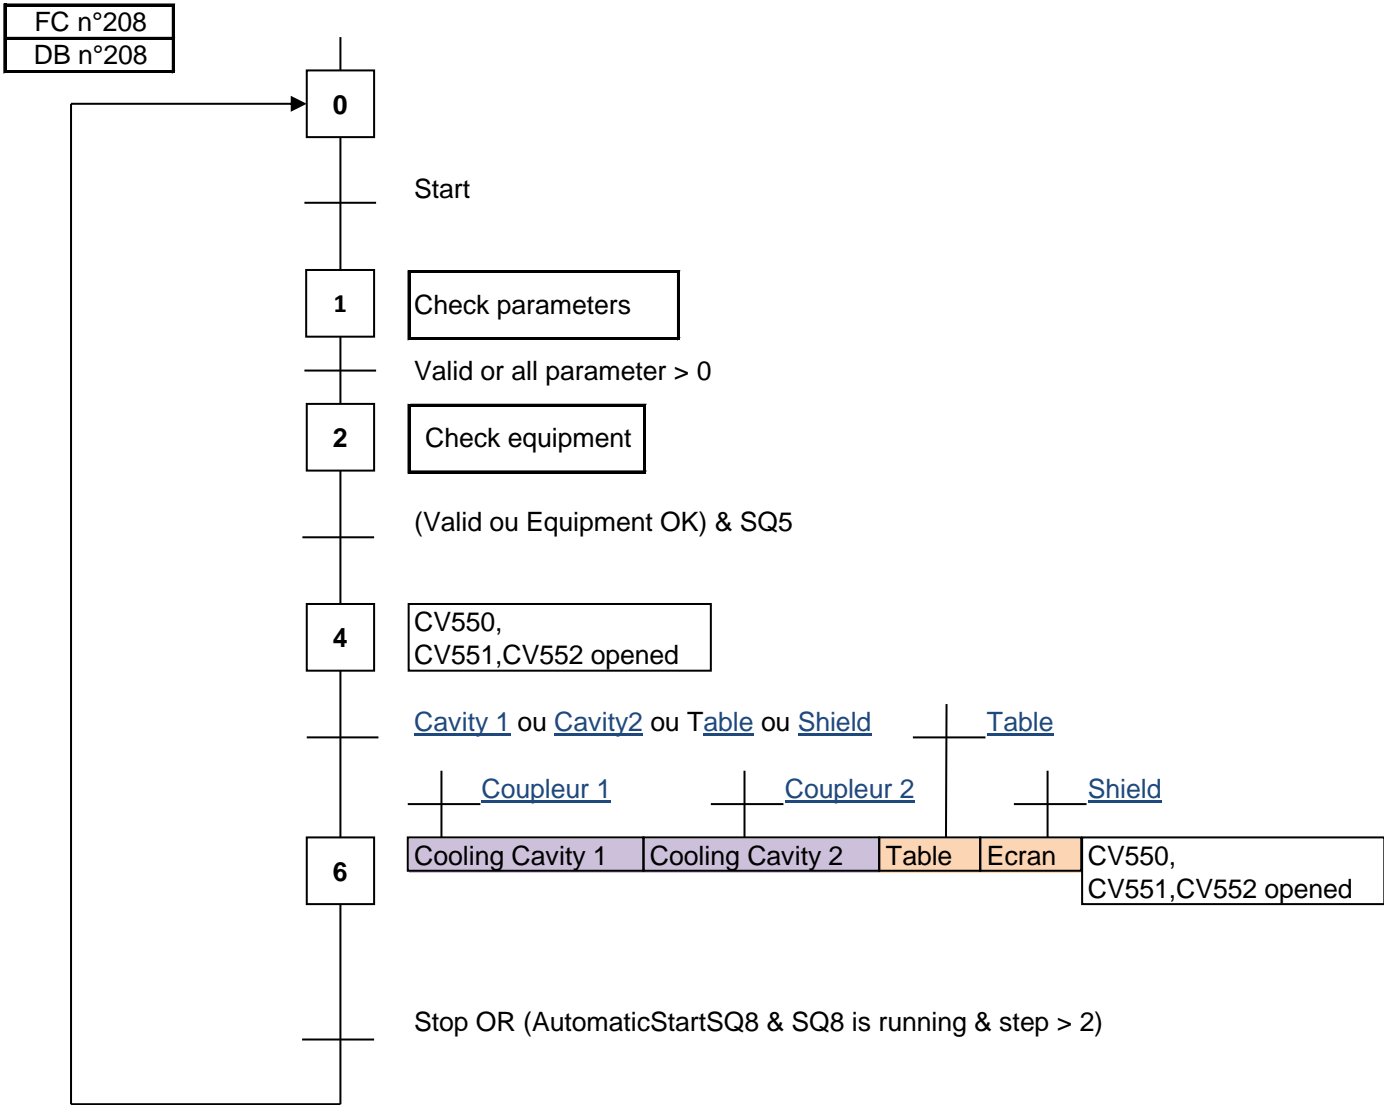 FC n°208
DB n°208
0
Start
1
Check parameters
Valid or all parameter > 0
2
Check equipment
(Valid ou Equipment OK) & SQ5
4
CV550,
CV551,CV552 opened
Cavity 1 ou Cavity2 ou Table ou Shield
Table
Coupleur 1
Coupleur 2
Shield
6
Cooling Cavity 1
Cooling Cavity 2
Table
Ecran
CV550,
CV551,CV552 opened
Stop OR (AutomaticStartSQ8 & SQ8 is running & step > 2)